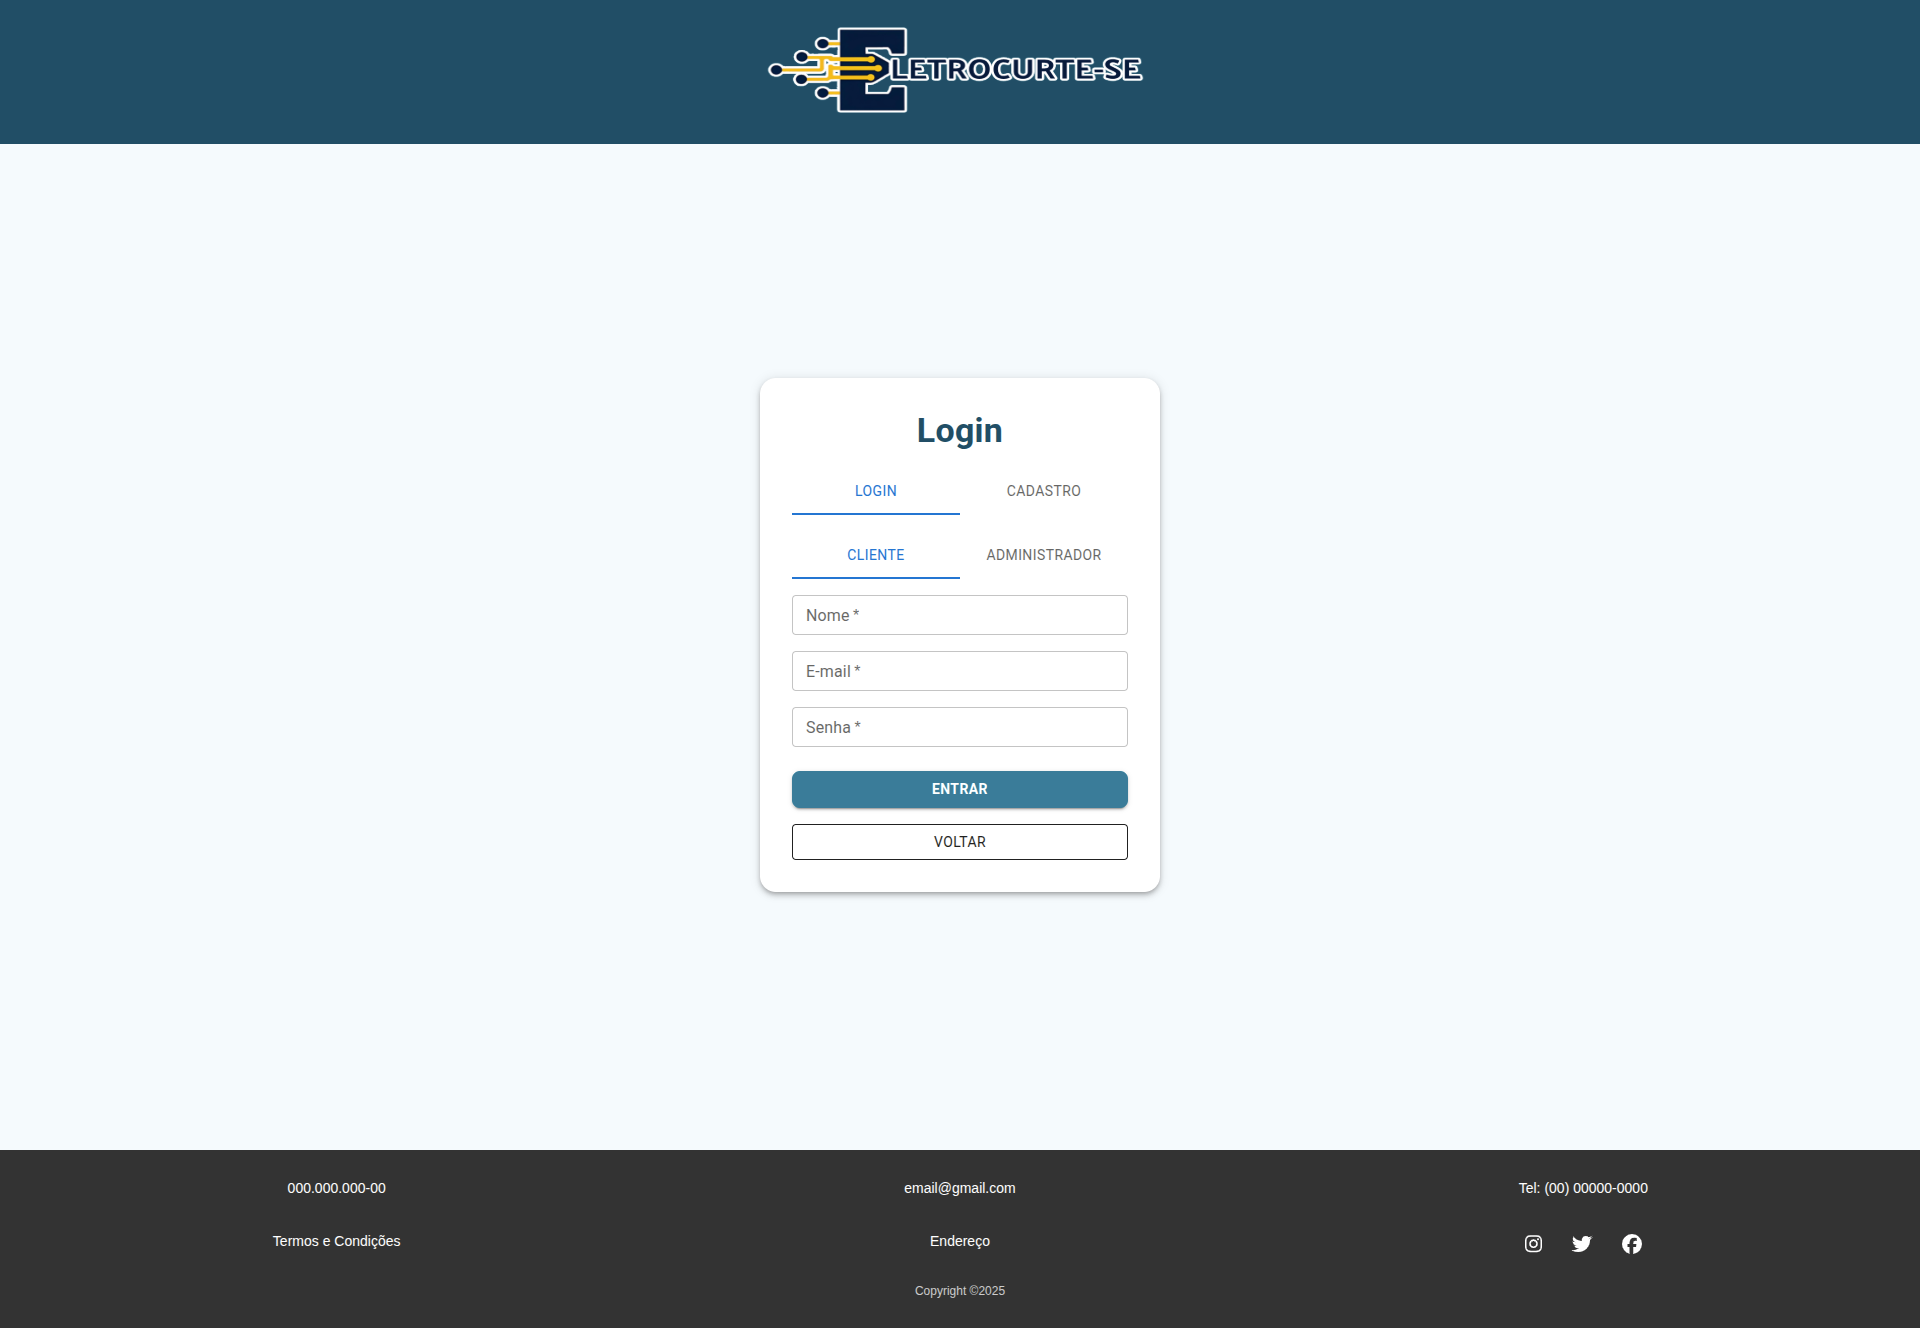 ELETROCURTE-SE
Login
LOGIN CADASTRO
CLIENTE ADMINISTRADOR
Nome *
E-mail *
Senha *
ENTRAR
VOLTAR
000.000.000-00 email@gmail.com Tel: (00) 00000-0000
Termos e Condições Endereço
Copyright ©2025